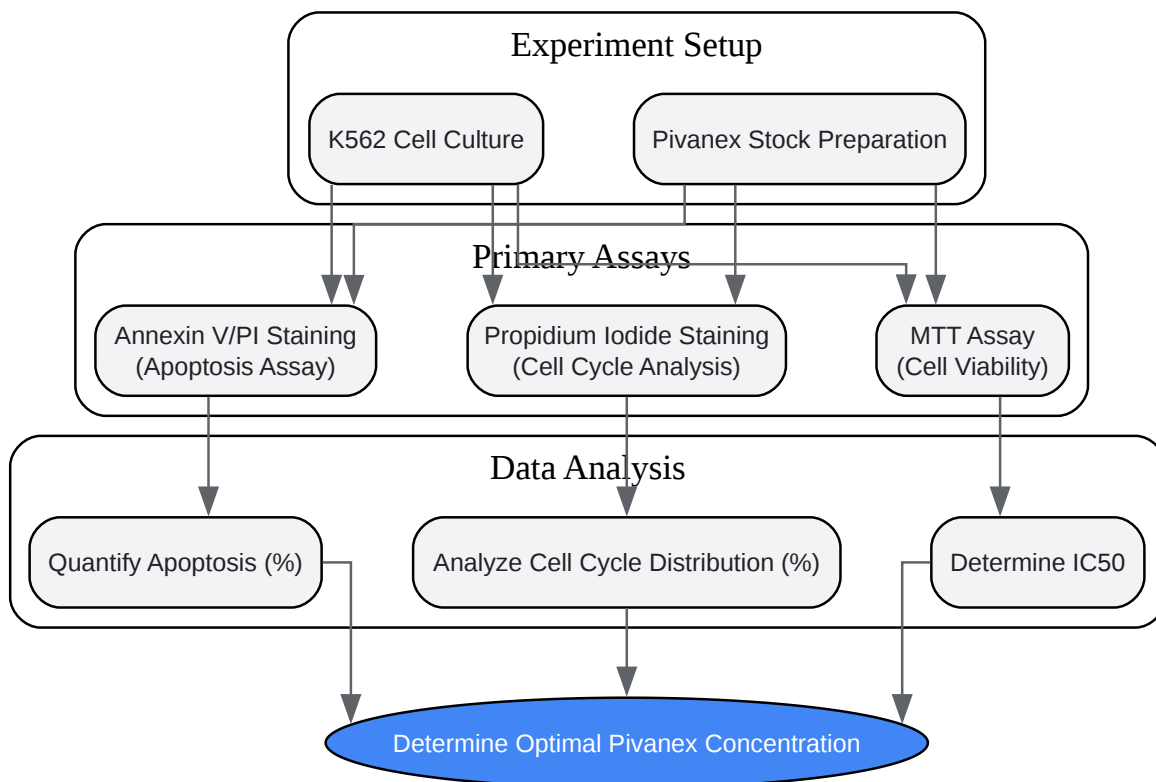 Experiment Setup
K562 Cell Culture
Pivanex Stock Preparation
Primary Assays
Annexin V/PI Staining
(Apoptosis Assay)
Propidium Iodide Staining
(Cell Cycle Analysis)
MTT Assay
(Cell Viability)
Data Analysis
Quantify Apoptosis (%)
Analyze Cell Cycle Distribution (%)
Determine IC50
Determine Optimal Pivanex Concentration